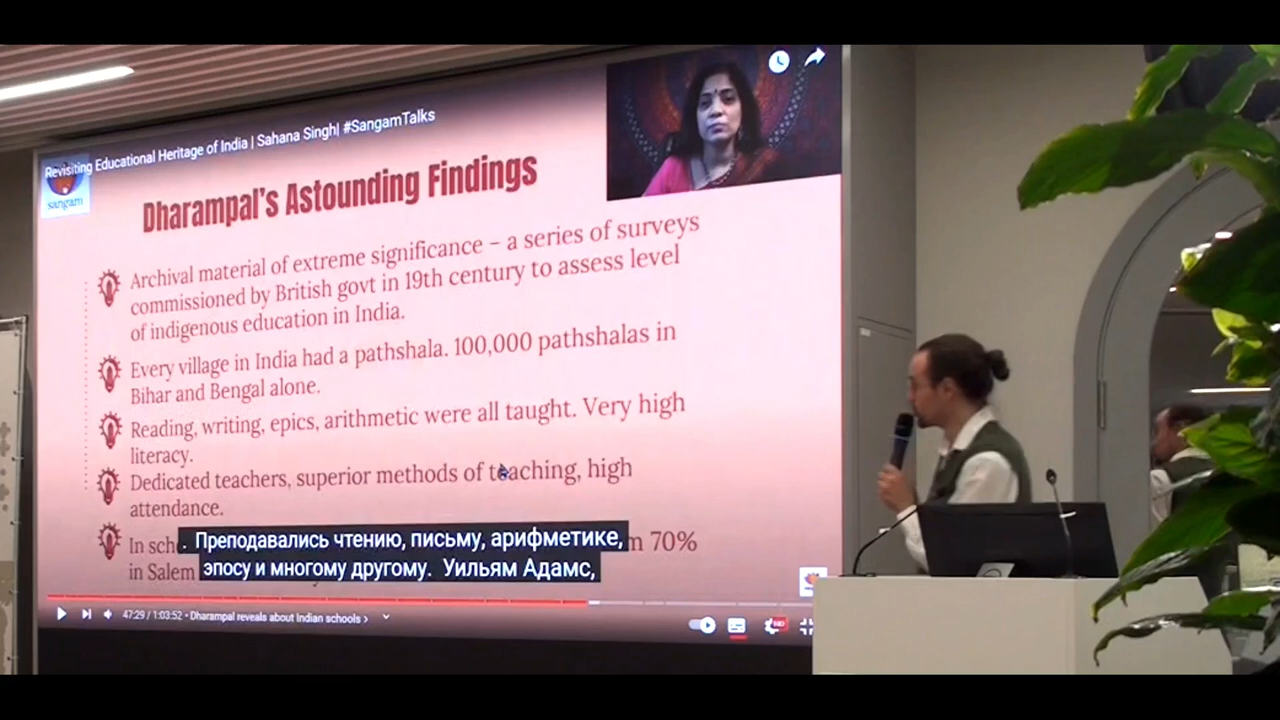 Revisiting Educational Heritage of India | Sahana Singh| #SangamTalks
sangam
Dharampal's Astounding Findings
Archival material of extreme significance – a series of surveys
commissioned by British govt in 19th century to assess level
of indigenous education in India.
Every village in India had a pathshala. 100,000 pathshalas in
Bihar and Bengal alone.
Reading, writing, epics, arithmetic were all taught. Very high
literacy.
Dedicated teachers, superior methods of teaching, high
attendance.
In 70%
in Salem
. Преподавались чтению, письму, арифметике,
эпосу и многому другому. Уильям Адамс,
47:29 / 1:03:52 • Dharampal reveals about Indian schools >
HD